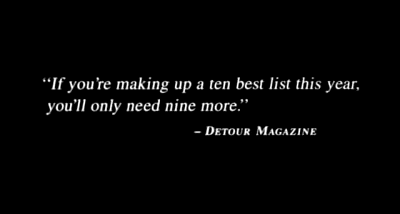 “If you're making up a ten best list this year,
you'll only need nine more.”
– DETOUR MAGAZINE